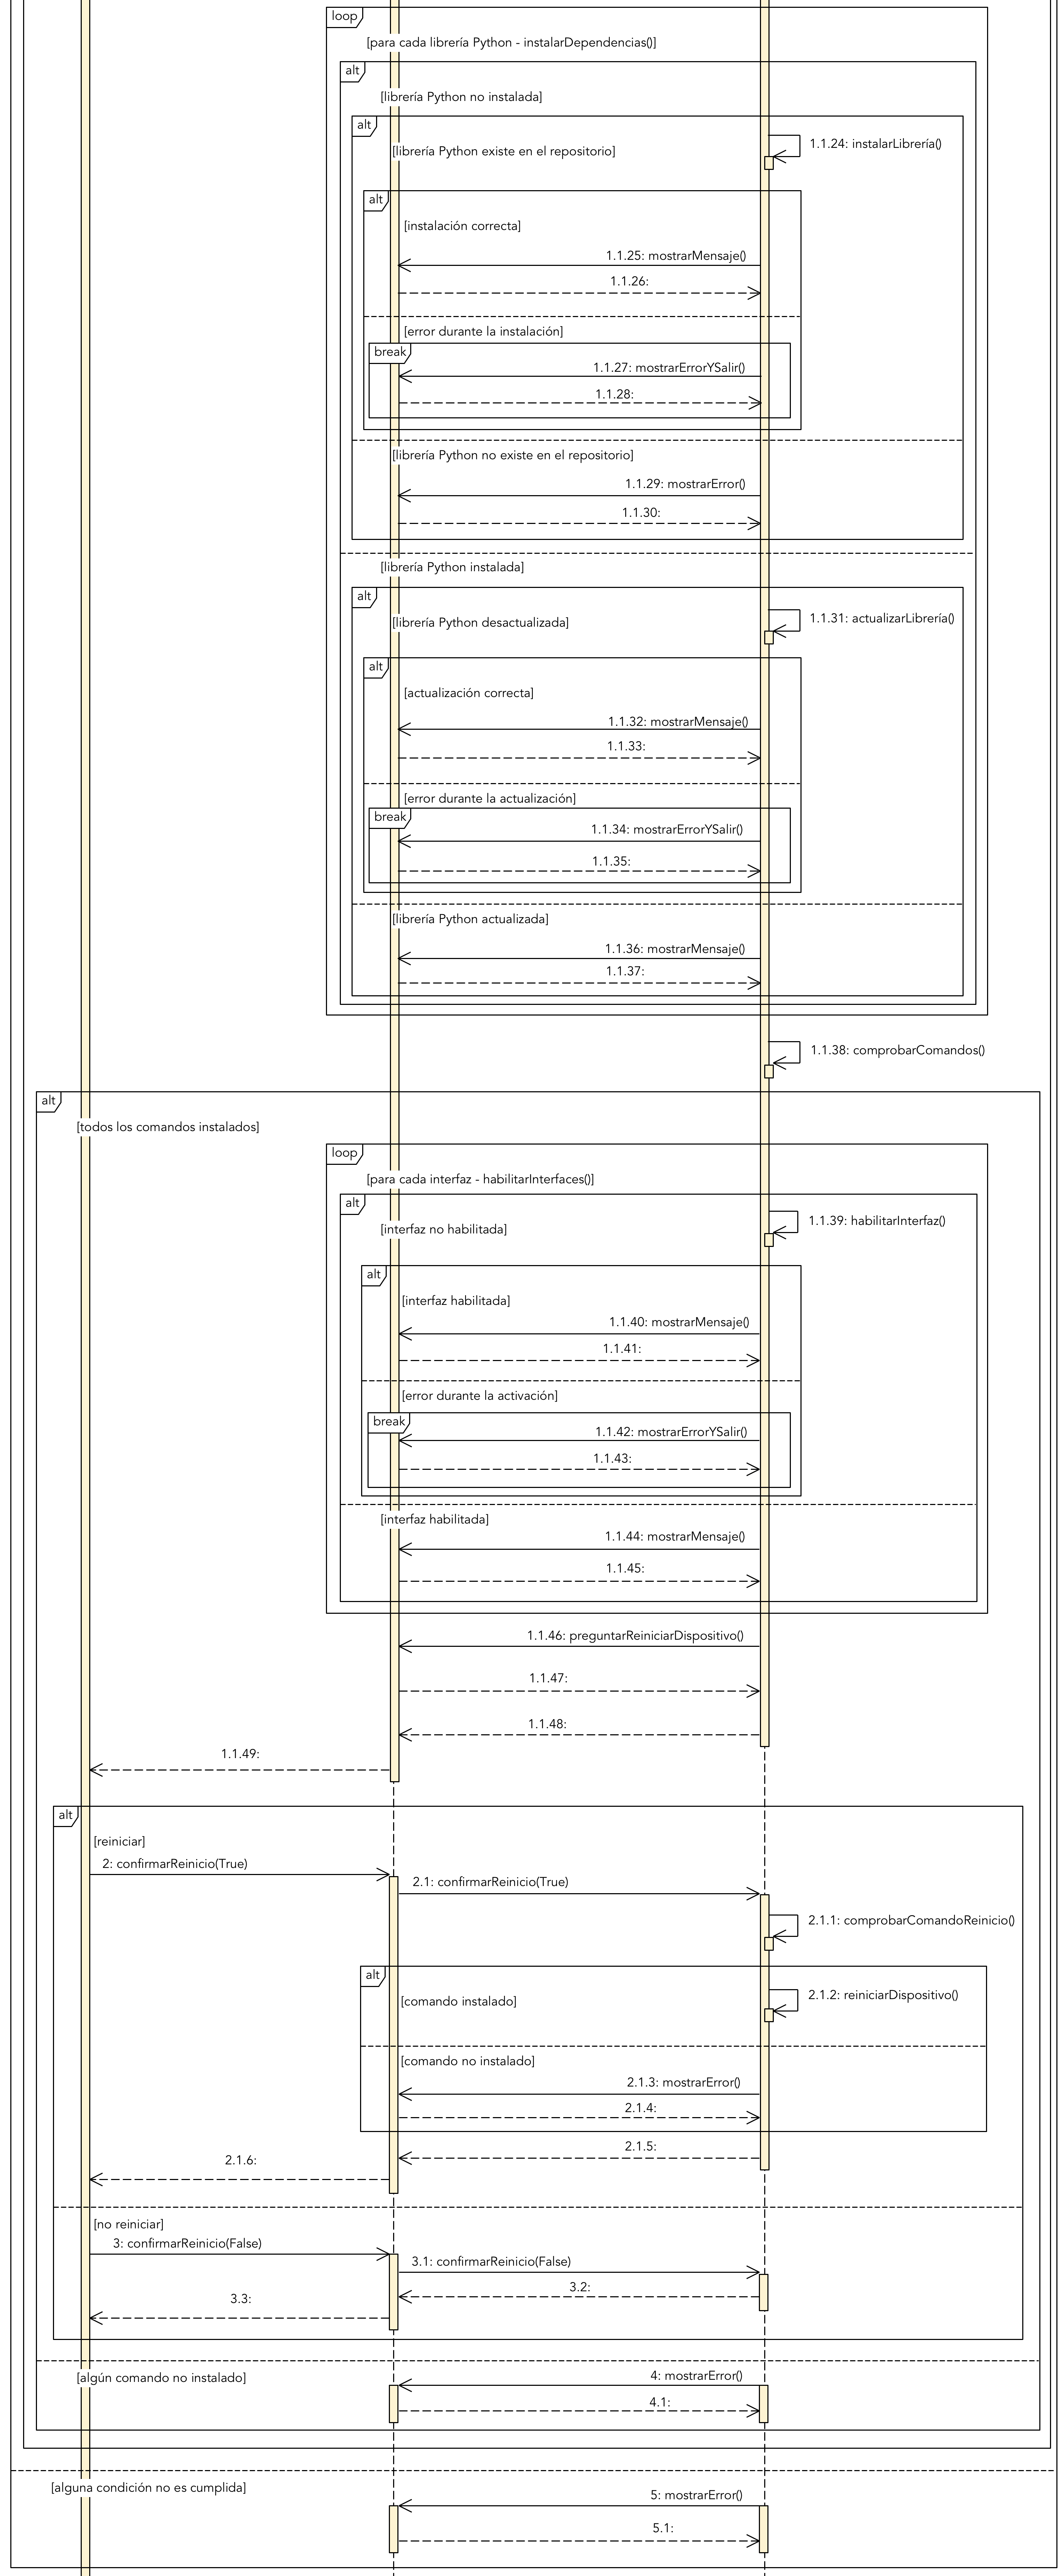 loop
[para cada librería Python - instalarDependencias()]
alt
[librería Python no instalada]
alt
1.1.24: instalarLibrería()
[librería Python existe en el repositorio]
alt
[instalación correcta]
1.1.25: mostrarMensaje()
1.1.26:
[error durante la instalación]
break
1.1.27: mostrarErrorYSalir()
1.1.28:
[librería Python no existe en el repositorio]
1.1.29: mostrarError()
1.1.30:
[librería Python instalada]
alt
1.1.31: actualizarLibrería()
[librería Python desactualizada]
alt
[actualización correcta]
1.1.32: mostrarMensaje()
1.1.33:
[error durante la actualización]
break
1.1.34: mostrarErrorYSalir()
1.1.35:
[librería Python actualizada]
1.1.36: mostrarMensaje()
1.1.37:
1.1.38: comprobarComandos()
alt
[todos los comandos instalados]
loop
[para cada interfaz - habilitarInterfaces()]
alt
1.1.39: habilitarInterfaz()
[interfaz no habilitada]
alt
[interfaz habilitada]
1.1.40: mostrarMensaje()
1.1.41:
[error durante la activación]
break
1.1.42: mostrarErrorYSalir()
1.1.43:
[interfaz habilitada]
1.1.44: mostrarMensaje()
1.1.45:
1.1.46: preguntarReiniciarDispositivo()
1.1.47:
1.1.48:
1.1.49:
alt
[reiniciar]
2: confirmarReinicio(True)
2.1: confirmarReinicio(True)
2.1.1: comprobarComandoReinicio()
alt
2.1.2: reiniciarDispositivo()
[comando instalado]
[comando no instalado]
2.1.3: mostrarError()
2.1.4:
2.1.5:
2.1.6:
[no reiniciar]
3: confirmarReinicio(False)
3.1: confirmarReinicio(False)
3.2:
3.3:
[algún comando no instalado]
4: mostrarError()
4.1:
[alguna condición no es cumplida]
5: mostrarError()
5.1: